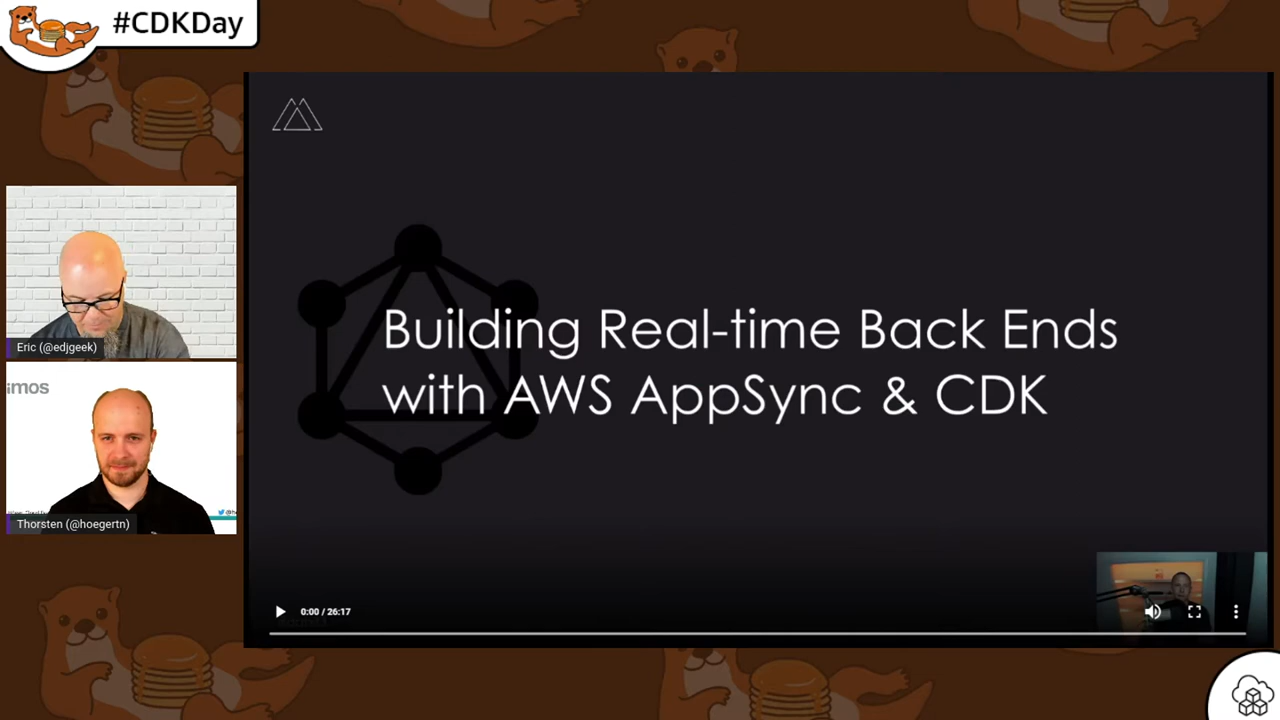 #CDKDay
Building Real-time Back Ends
with AWS AppSync & CDK
Eric (@edjgeek)
Thorsten (@hoegertn)
0:00 / 26:17